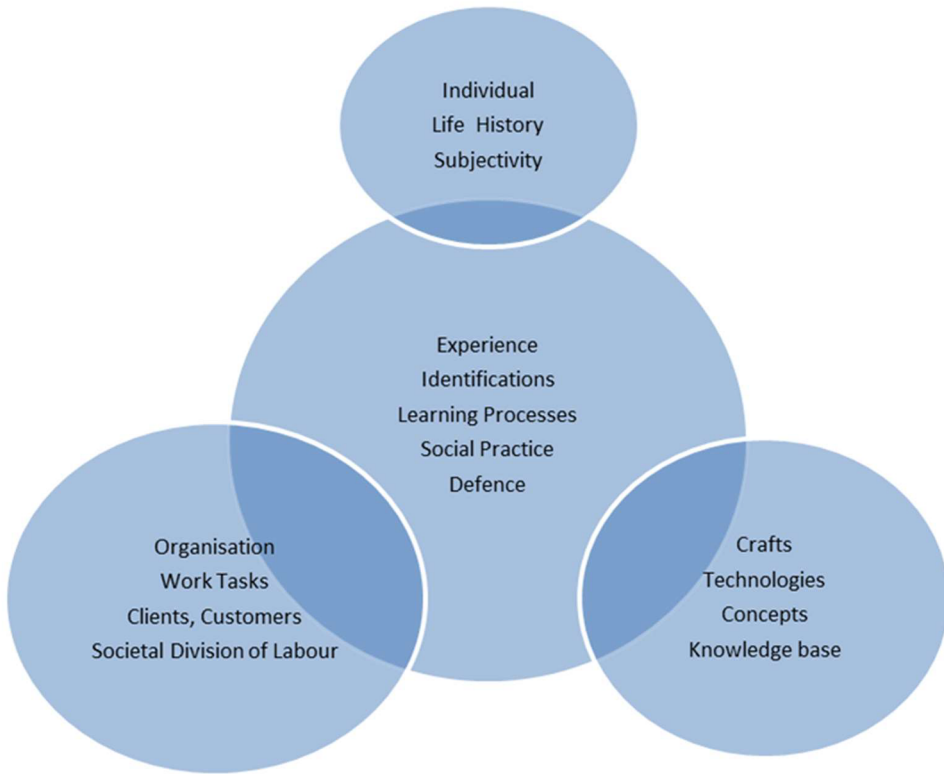 Individual
Life History
Subjectivity
Experience
Identifications
Learning Processes
Social Practice
Defence
Organisation
Work Tasks
Clients, Customers
Societal Division of Labour
Crafts
Technologies
Concepts
Knowledge base